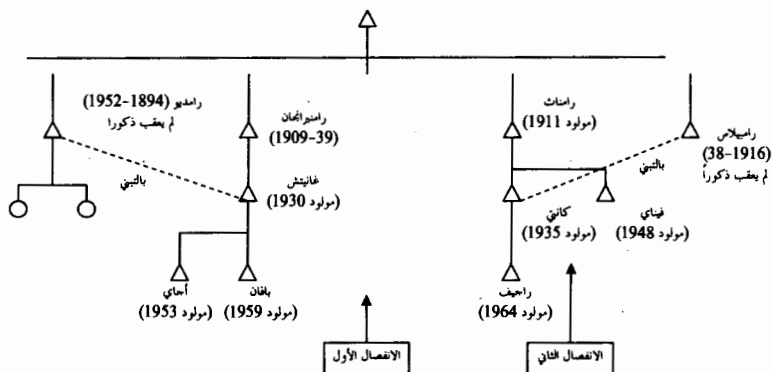 رامديو (1894-1952)
لم يعقب ذكورا
رامنيرانجان
(1909-39)
رامناث
(مولود 1911)
رامبيلاس
(1916-38)
لم يعقب ذكوراً
بالتبني
غانيتش
(مولود 1930)
بالتبني
كانتي
(مولود 1935)
فيناي
(مولود 1948)
أجاي
(مولود 1953)
بافان
(مولود 1959)
راجيف
(مولود 1964)
الانفصال الأول
الانفصال الثاني